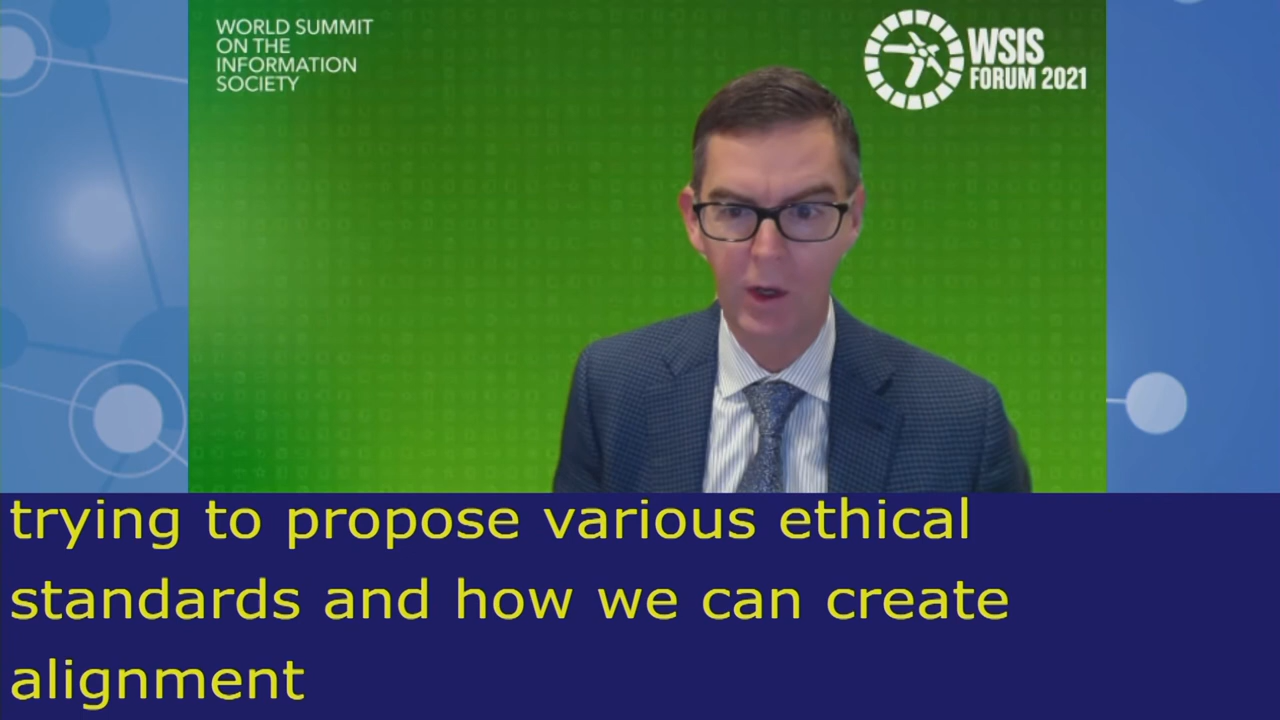 WORLD SUMMIT
ON THE
INFORMATION
SOCIETY
WSIS
FORUM 2021
trying to propose various ethical
standards and how we can create
alignment